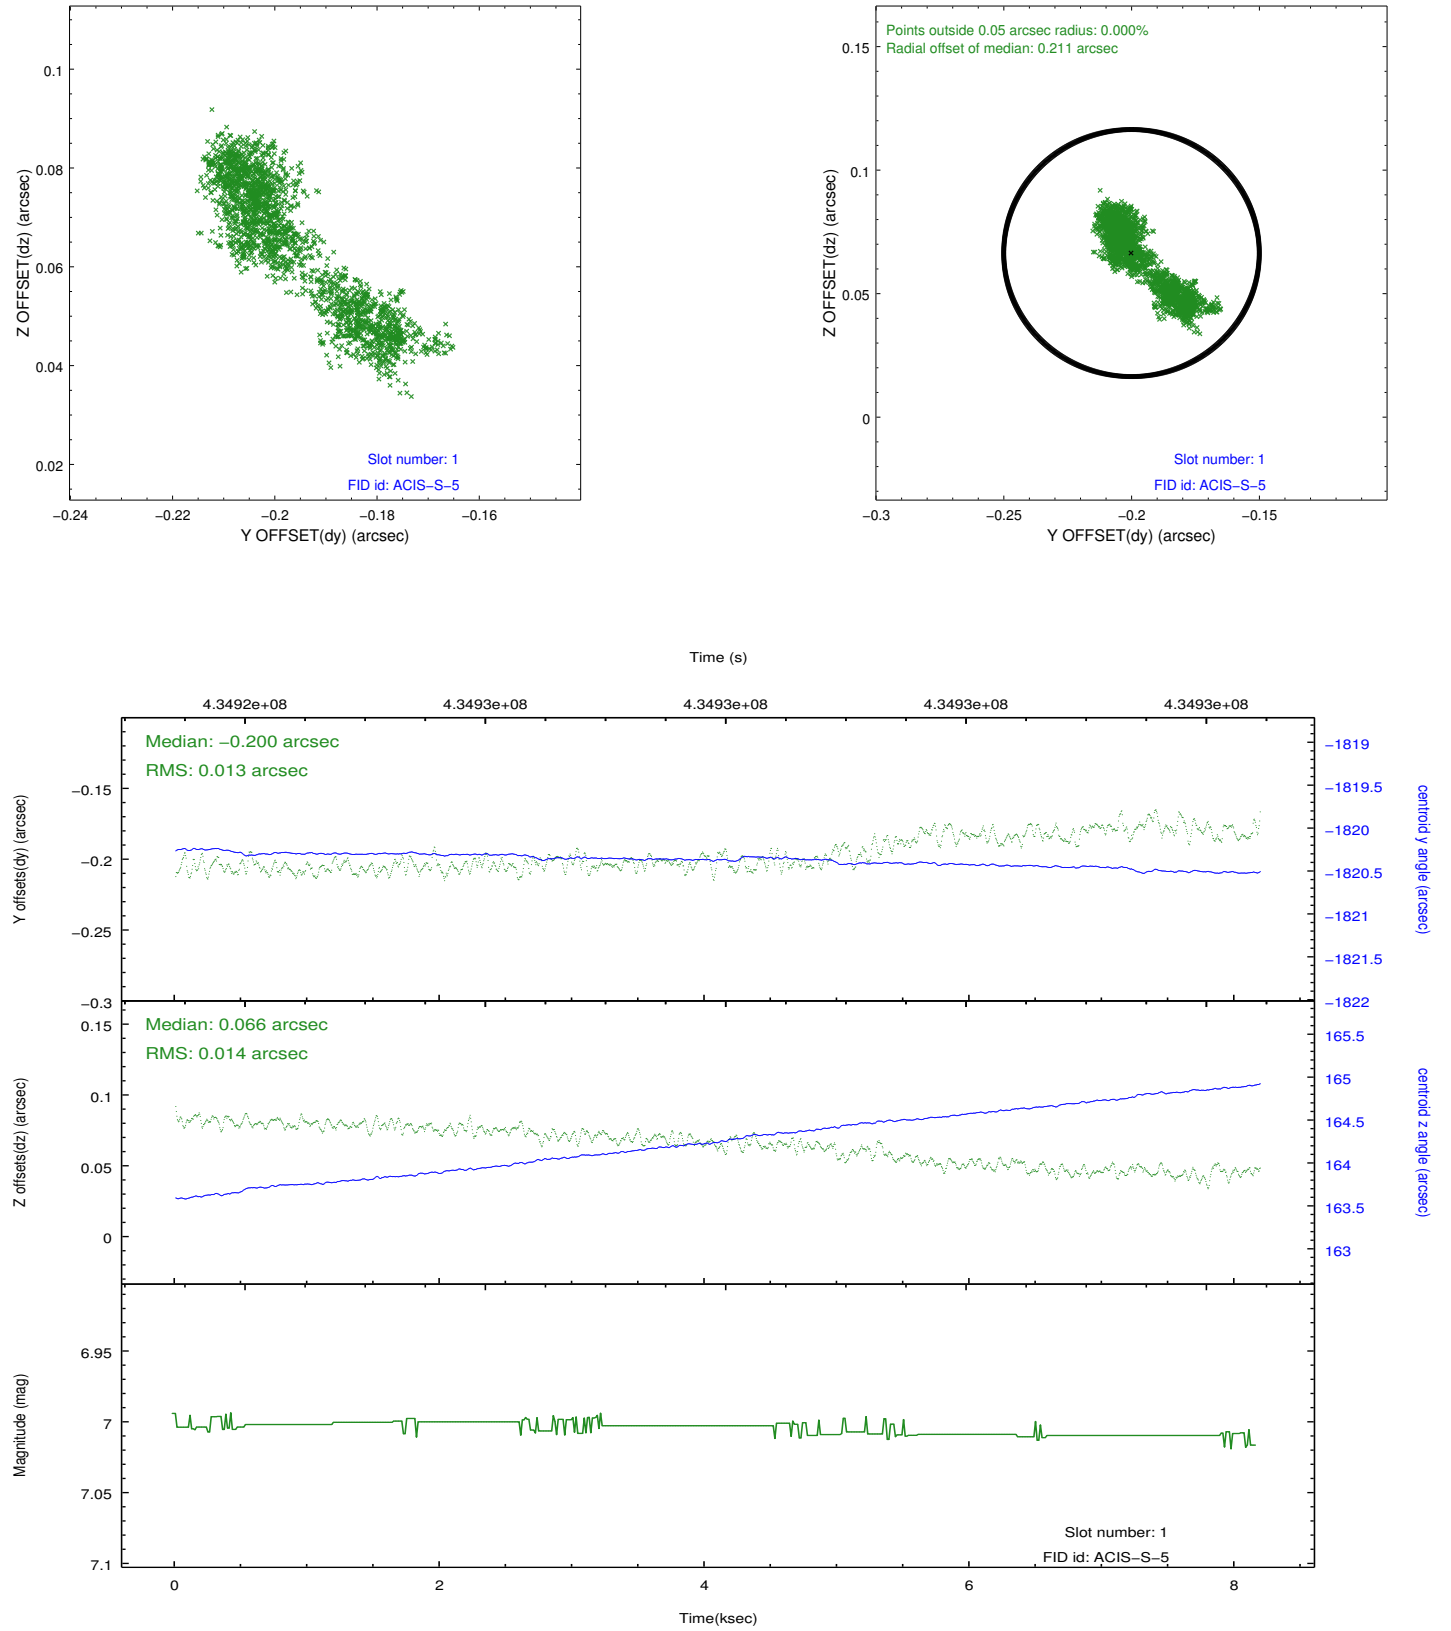 0.1
0.08
0.06
0.04
0.02
Z OFFSET(dz) (arcsec)
Slot number: 1
FID id: ACIS−S−5
−0.24 −0.22 −0.2 −0.18 −0.16
Y OFFSET(dy) (arcsec)
Points outside 0.05 arcsec radius: 0.000%
Radial offset of median: 0.211 arcsec
0.15
0.1
0.05
0
Z OFFSET(dz) (arcsec)
Slot number: 1
FID id: ACIS−S−5
−0.3 −0.25 −0.2 −0.15
Y OFFSET(dy) (arcsec)
Time (s)
4.3492e+08 4.3493e+08 4.3493e+08 4.3493e+08 4.3493e+08
Median: −0.200 arcsec
RMS: 0.013 arcsec
−0.15
−0.2
−0.25
−0.3
Y offsets(dy) (arcsec)
−1819
−1819.5
−1820
−1820.5
−1821
−1821.5
−1822
centroid y angle (arcsec)
Median: 0.066 arcsec
RMS: 0.014 arcsec
0.15
0.1
0.05
0
Z offsets(dz) (arcsec)
165.5
165
164.5
164
163.5
163
centroid z angle (arcsec)
6.95
7
7.05
7.1
Magnitude (mag)
Slot number: 1
FID id: ACIS−S−5
0 2 4 6 8
Time(ksec)